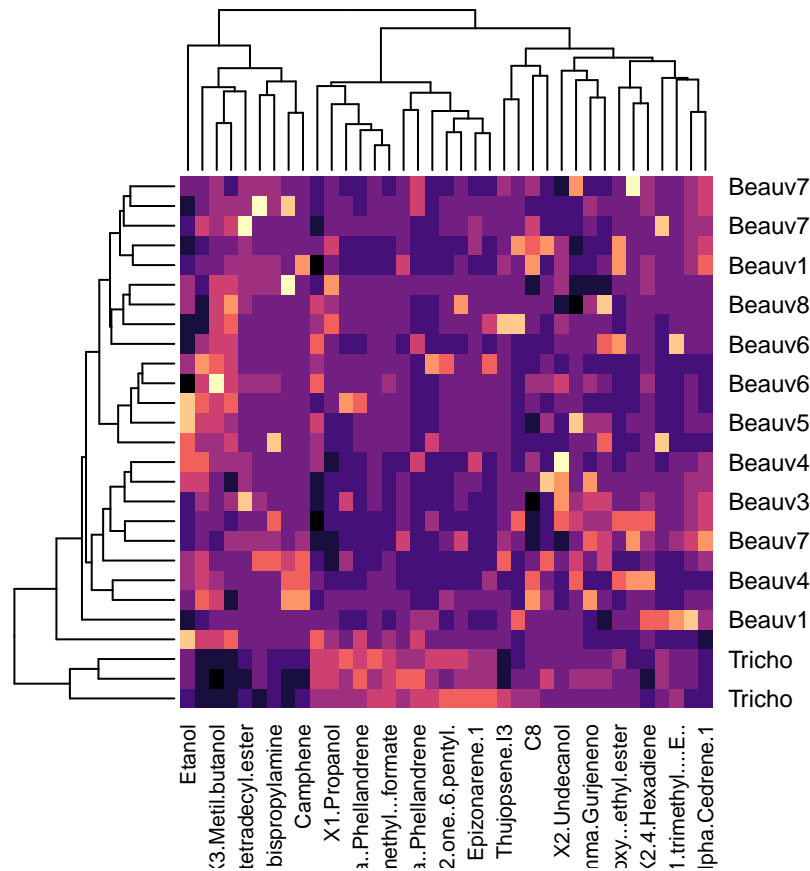 Beauv7
Beauv7
Beauv1
Beauv8
Beauv6
Beauv6
Beauv5
Beauv4
Beauv3
Beauv7
Beauv4
Beauv1
Tricho
Tricho
Etanol
X3.Metil.butanol
tetradecyl.ester
bispropylamine
Camphene
X1.Propanol
a..Phellandrene
methyl...formate
a..Phellandrene
2.one..6.pentyl.
Epizonarene.1
Thujopsene.I3
C8
X2.Undecanol
mma.Gurjeneno
oxy...ethyl.ester
X2.4.Hexadiene
1.trimethyl....E..
lpha.Cedrene.1